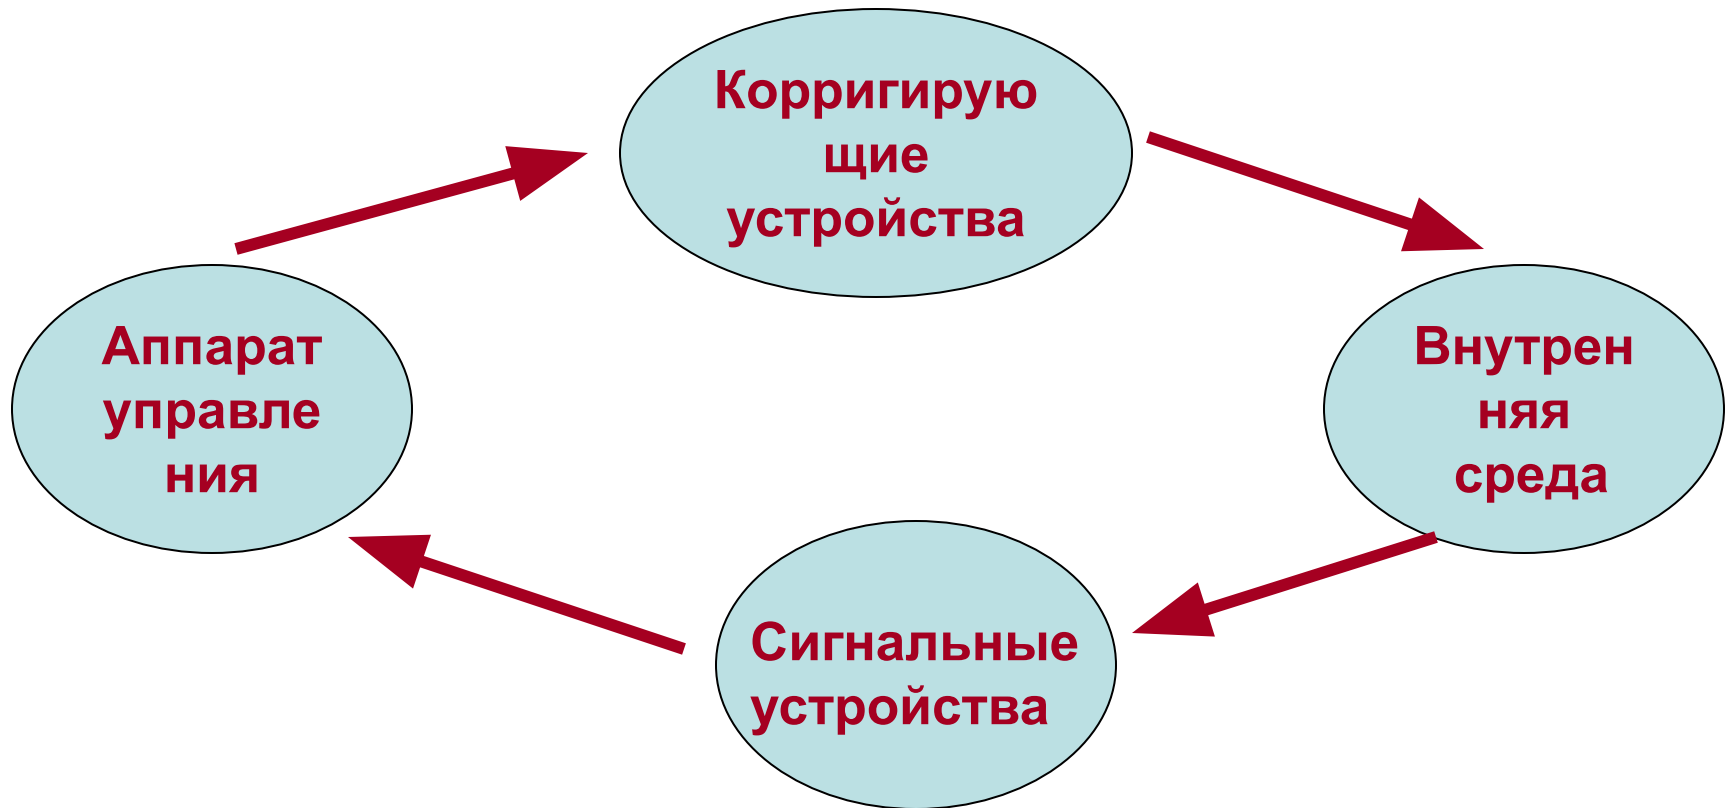 Корригирую
щие
устройства
Аппарат
управле
ния
Внутрен
няя
среда
Сигнальные
устройства